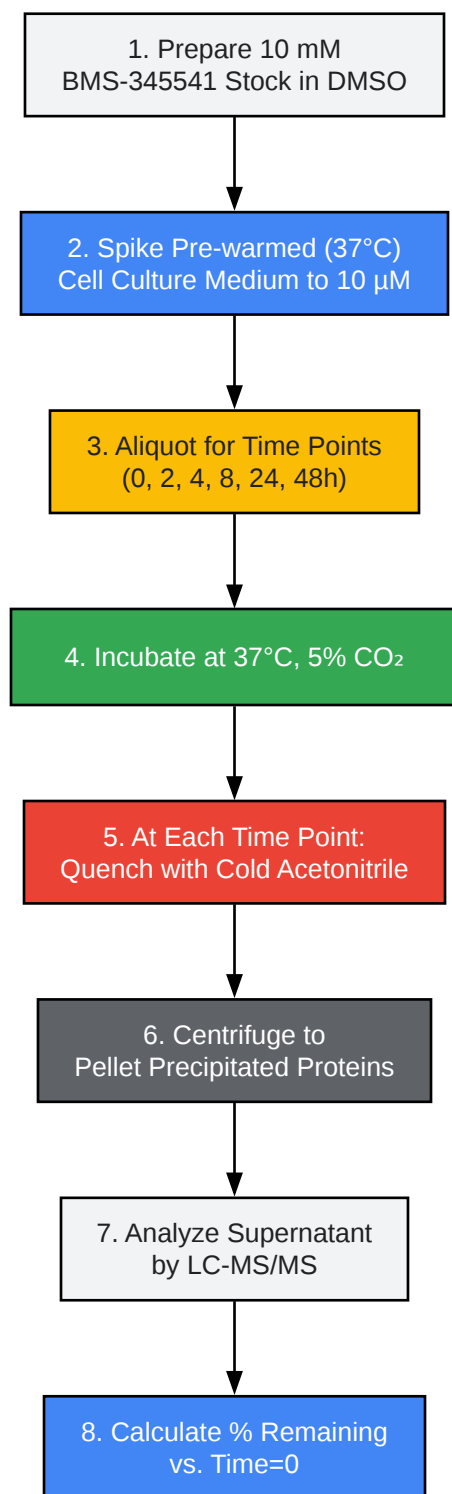 1. Prepare 10 mM
BMS-345541 Stock in DMSO
2. Spike Pre-warmed (37°C)
Cell Culture Medium to 10 µM
3. Aliquot for Time Points
(0, 2, 4, 8, 24, 48h)
4. Incubate at 37°C, 5% CO₂
5. At Each Time Point:
Quench with Cold Acetonitrile
6. Centrifuge to
Pellet Precipitated Proteins
7. Analyze Supernatant
by LC-MS/MS
8. Calculate % Remaining
vs. Time=0